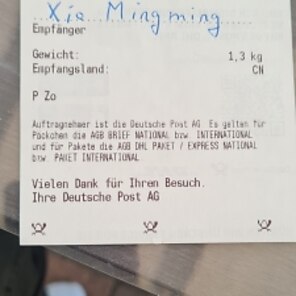 Xie Mingming
Empfänger
Gewicht: 1,3 kg
Empfangsland: CN
P Zo
Auftragnehmer ist die Deutsche Post AG Es gelten für
Päckchen die AGB BRIEF NATIONAL bzw. INTERNATIONAL
und für Pakete die AGB DHL PAKET / EXPRESS NATIONAL
bzw PAKET INTERNATIONAL
Vielen Dank für Ihren Besuch.
Ihre Deutsche Post AG